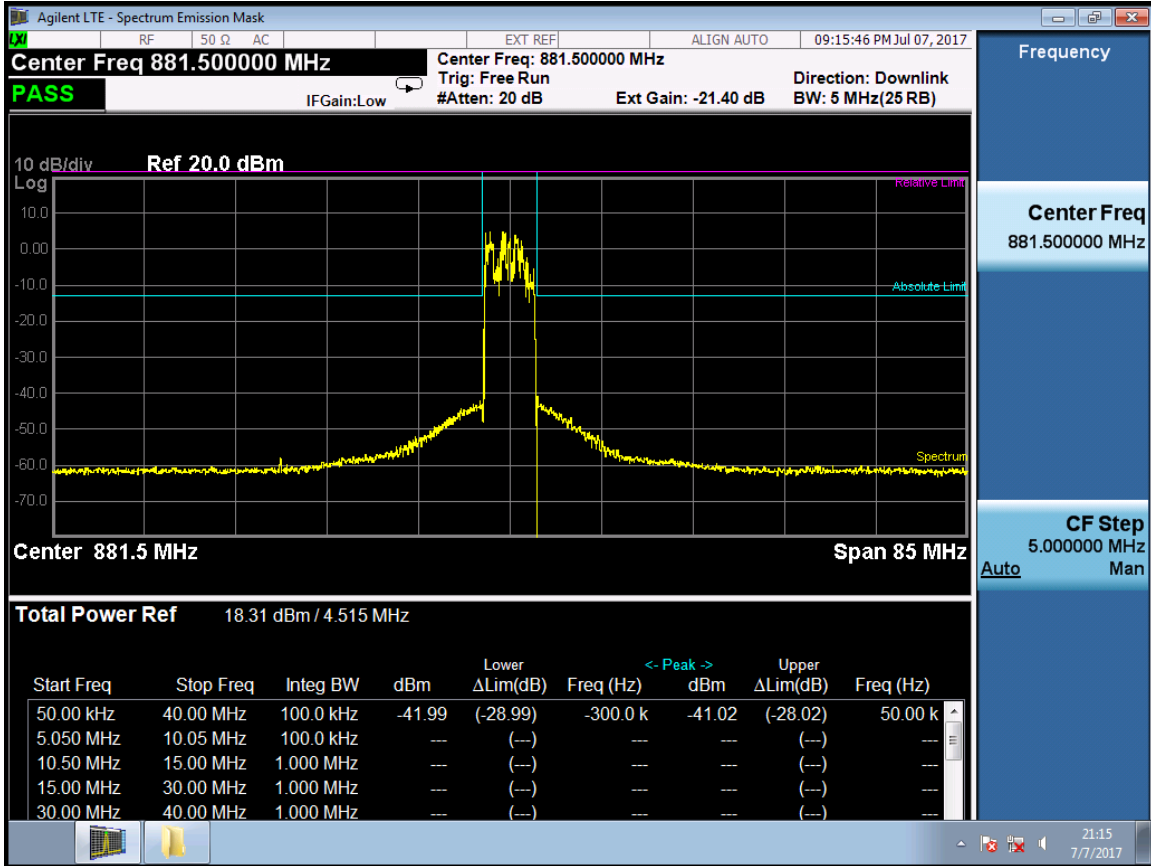 Agilent LTE - Spectrum Emission Mask
LXI RF 50 Ω AC EXT REF ALIGN AUTO 09:15:46 PM Jul 07, 2017
Center Freq 881.500000 MHz
PASS
IFGain:Low
Center Freq: 881.500000 MHz
Trig: Free Run
#Atten: 20 dB
Ext Gain: -21.40 dB
Direction: Downlink
BW: 5 MHz(25 RB)
10 dB/div Ref 20.0 dBm
Log
Relative Limit
10.0
0.00
-10.0
Absolute Limit
-20.0
-30.0
-40.0
-50.0
-60.0
Spectrum
-70.0
Center 881.5 MHz Span 85 MHz
Total Power Ref 18.31 dBm / 4.515 MHz
Lower <- Peak -> Upper
Start Freq Stop Freq Integ BW dBm ΔLim(dB) Freq (Hz) dBm ΔLim(dB) Freq (Hz)
50.00 kHz 40.00 MHz 100.0 kHz -41.99 (-28.99) -300.0 k -41.02 (-28.02) 50.00 k
5.050 MHz 10.05 MHz 100.0 kHz --- (---) --- --- (---) ---
10.50 MHz 15.00 MHz 1.000 MHz --- (---) --- --- (---) ---
15.00 MHz 30.00 MHz 1.000 MHz --- (---) --- --- (---) ---
30.00 MHz 40.00 MHz 1.000 MHz --- (---) --- --- (---) ---
Frequency
Center Freq
881.500000 MHz
CF Step
5.000000 MHz
Auto Man
21:15
7/7/2017